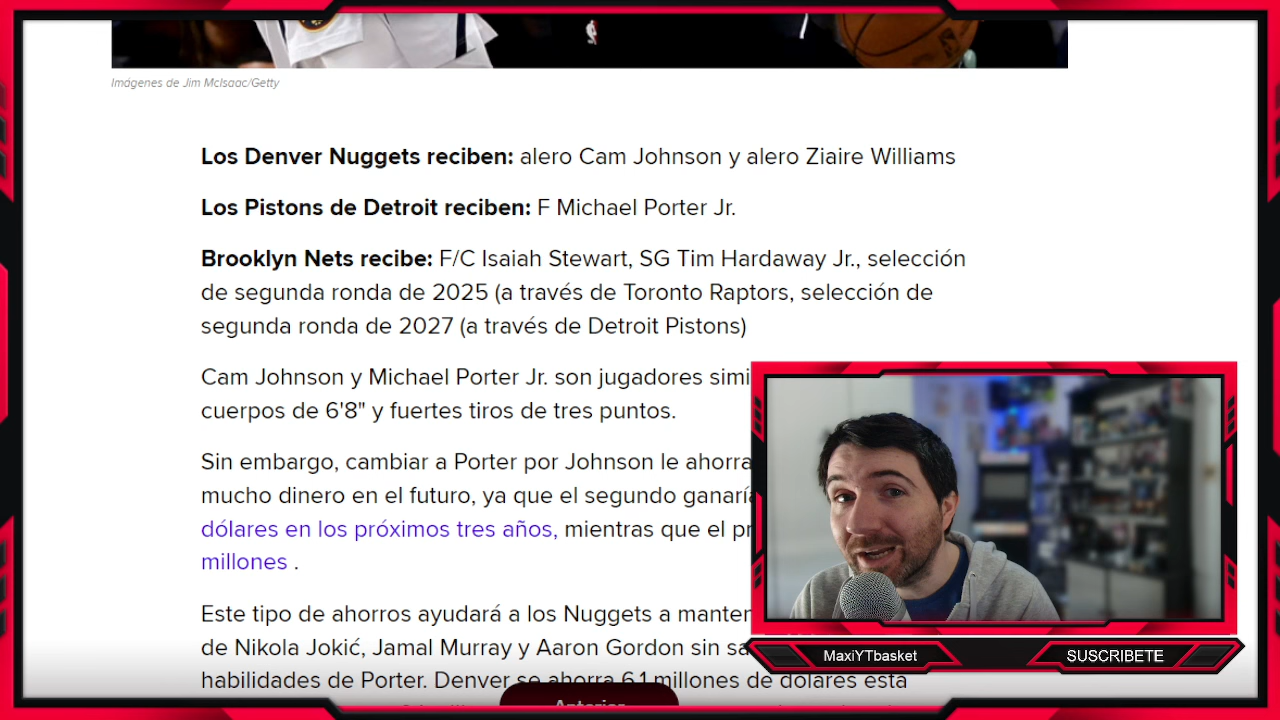 Imágenes de Jim McIsaac/Getty
Los Denver Nuggets reciben: alero Cam Johnson y alero Ziaire Williams
Los Pistons de Detroit reciben: F Michael Porter Jr.
Brooklyn Nets recibe: F/C Isaiah Stewart, SG Tim Hardaway Jr., selección
de segunda ronda de 2025 (a través de Toronto Raptors, selección de
segunda ronda de 2027 (a través de Detroit Pistons)
Cam Johnson y Michael Porter Jr. son jugadores simi
cuerpos de 6'8" y fuertes tiros de tres puntos.
Sin embargo, cambiar a Porter por Johnson le ahorra
mucho dinero en el futuro, ya que el segundo ganaría
dólares en los próximos tres años, mientras que el pr
millones .
Este tipo de ahorros ayudará a los Nuggets a manten
de Nikola Jokić, Jamal Murray y Aaron Gordon sin sa
habilidades de Porter. Denver se ahorra 6,1 millones de dólares esta
Anterior
MaxiYTbasket
SUSCRIBETE